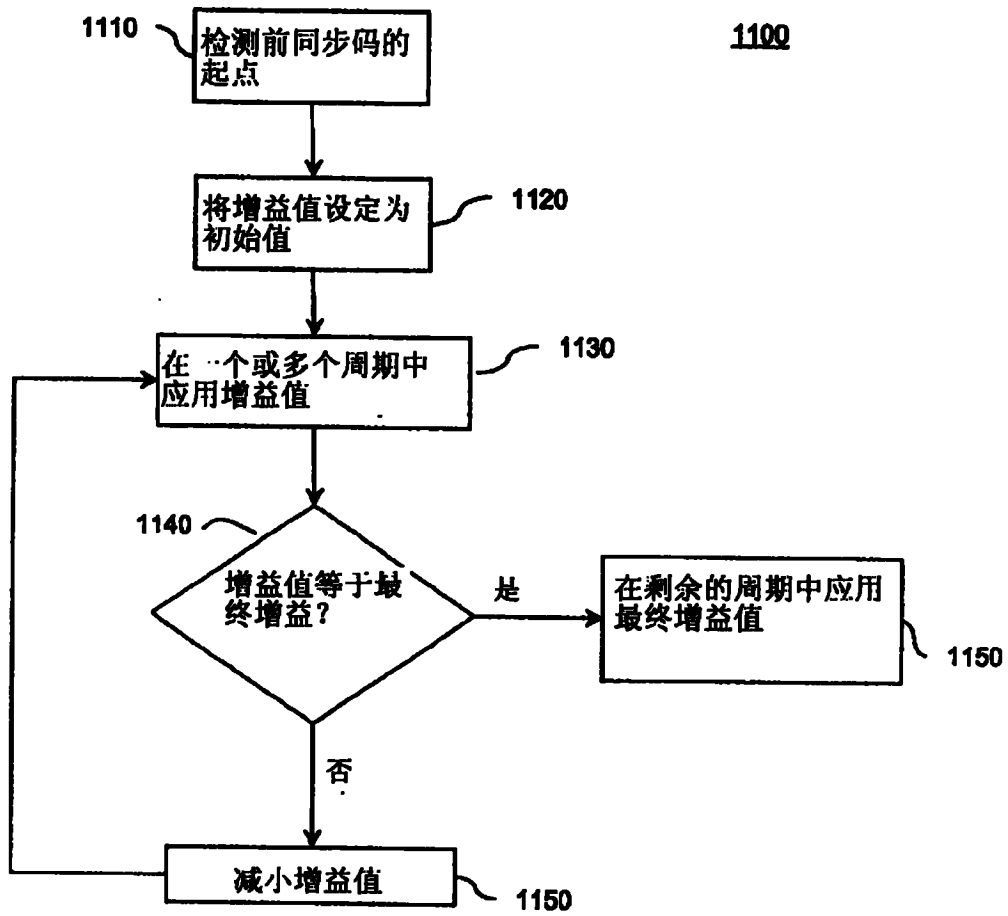 1110
检测前同步码的
起点
1100
将增益值设定为
初始值
1120
在一个或多个周期中
应用增益值
1130
1140
增益值等于最
终增益?
是
在剩余的周期中应用
最终增益值
1150
否
减小增益值
1150